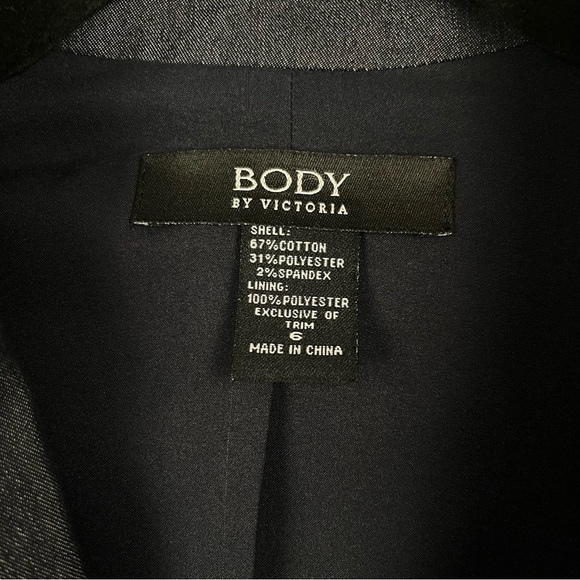 BODY
BY VICTORIA
SHELL:
67%COTTON
31%POLYESTER
2%SPANDEX
LINING:
100%POLYESTER
EXCLUSIVE OF
TRIM
6
MADE IN CHINA